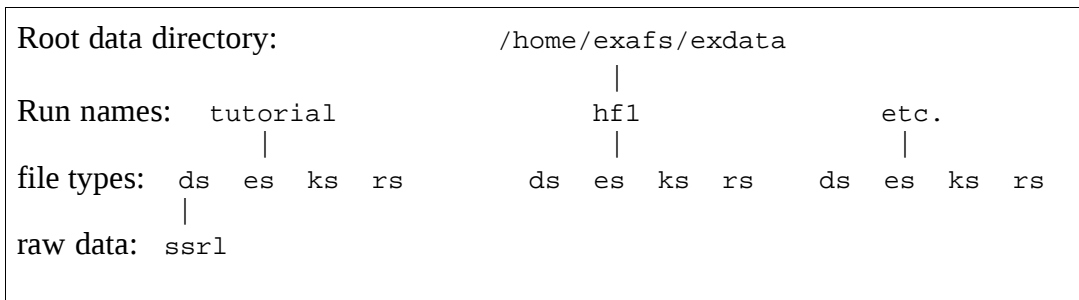 Root data directory: /home/exafs/exdata
|
Run names: tutorial hf1 etc.
| | |
file types: ds es ks rs ds es ks rs ds es ks rs
|
raw data: ssrl